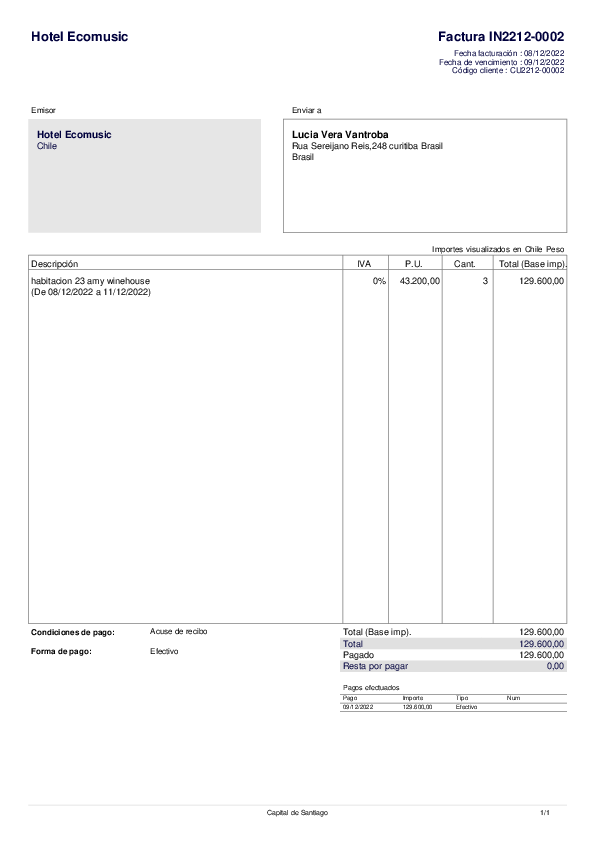 Hotel Ecomusic
Factura IN2212-0002
Fecha facturación : 08/12/2022
Fecha de vencimiento : 09/12/2022
Código cliente : CU2212-00002
Emisor
Enviar a
Hotel Ecomusic
Chile
Lucia Vera Vantroba
Rua Sereijano Reis,248 curitiba Brasil
Brasil
Importes visualizados en Chile Peso
Descripción IVA P.U. Cant. Total (Base imp).
habitacion 23 amy winehouse 0% 43.200,00 3 129.600,00
(De 08/12/2022 a 11/12/2022)
Condiciones de pago: Acuse de recibo
Forma de pago: Efectivo
Total (Base imp). 129.600,00
Total 129.600,00
Pagado 129.600,00
Resta por pagar 0,00
Pagos efectuados
Pago Importe Tipo Num
09/12/2022 129.600,00 Efectivo
Capital de Santiago
1/1